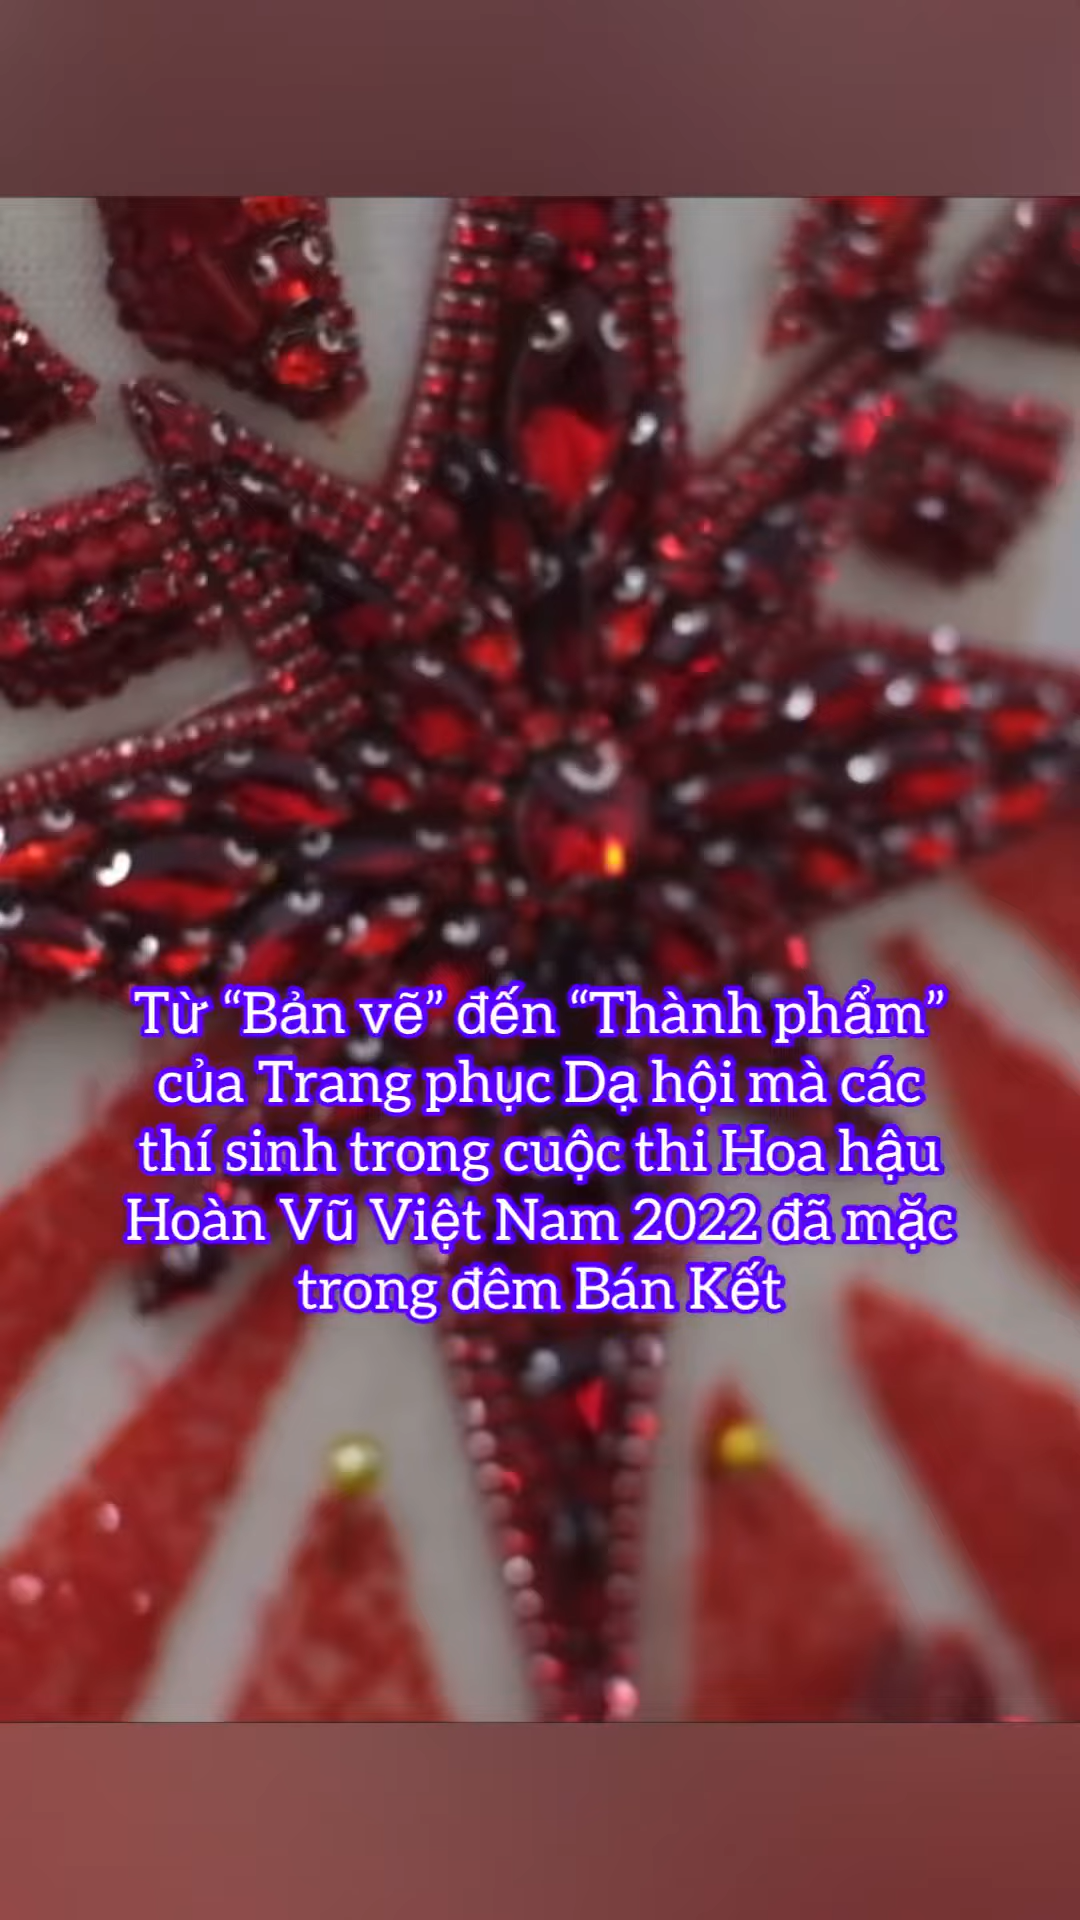 Từ “Bản vẽ” đến “Thành phẩm”
của Trang phục Dạ hội mà các
thí sinh trong cuộc thi Hoa hậu
Hoàn Vũ Việt Nam 2022 đã mặc
trong đêm Bán Kết